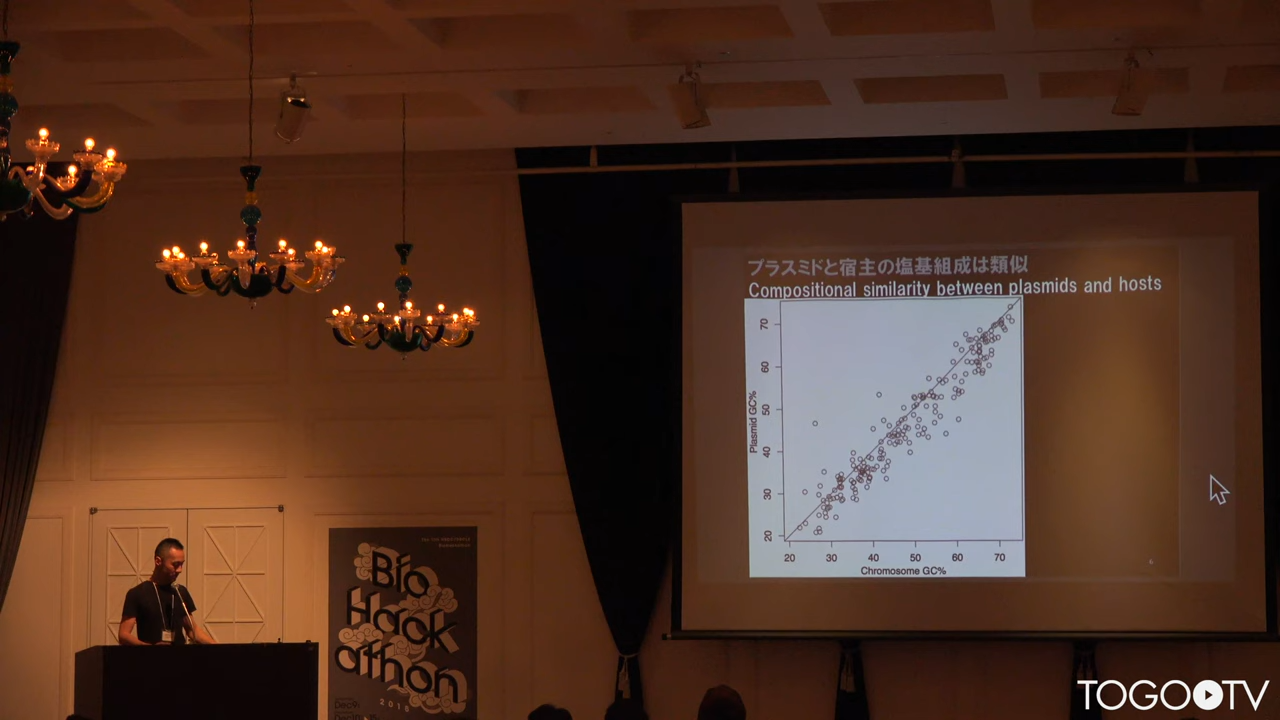 プラスミドと宿主の塩基組成は類似
Compositional similarity between plasmids and hosts
70
60
50
40
30
20
Plasmid GC%
20 30 40 50 60 70
Chromosome GC%
6
Bio
Hack
athon
2015
TOGOTV